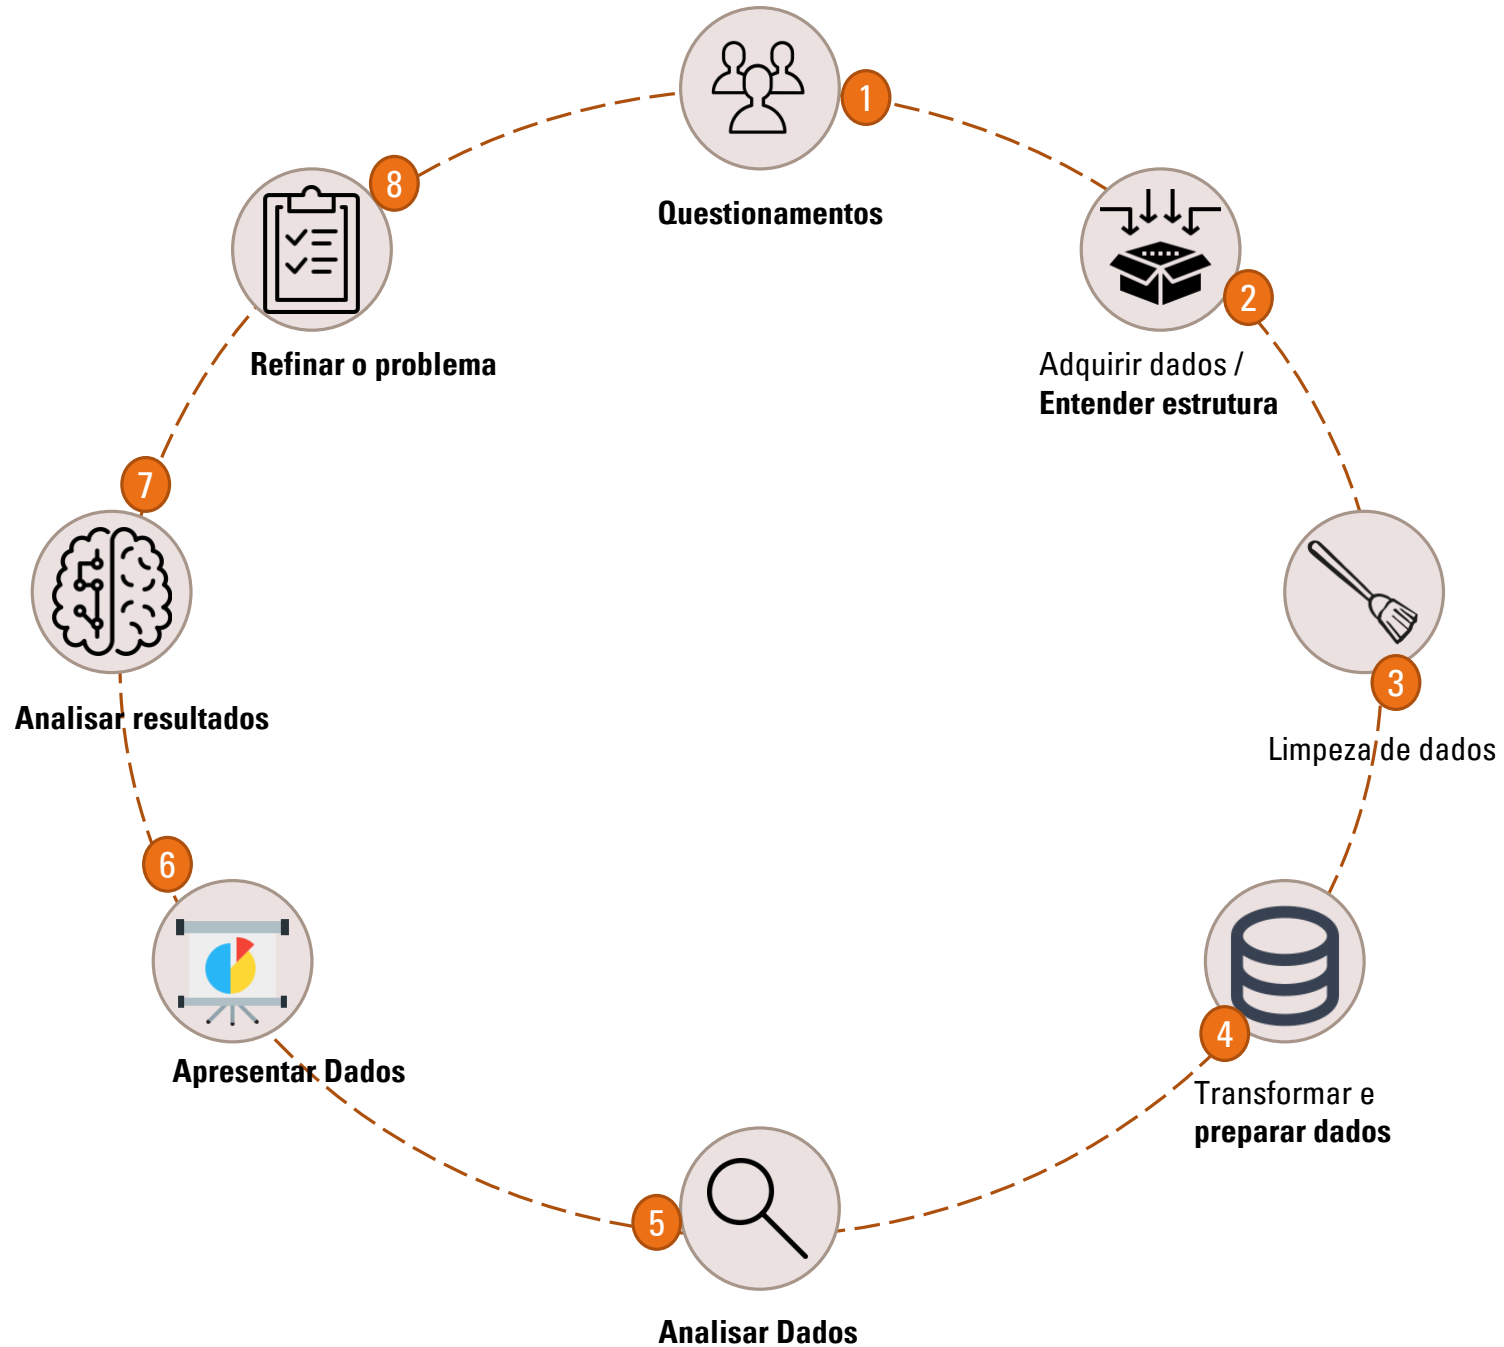 1
Questionamentos
2
Adquirir dados /
Entender estrutura
3
Limpeza de dados
4
Transformar e
preparar dados
5
Analisar Dados
6
Apresentar Dados
7
Analisar resultados
8
Refinar o problema